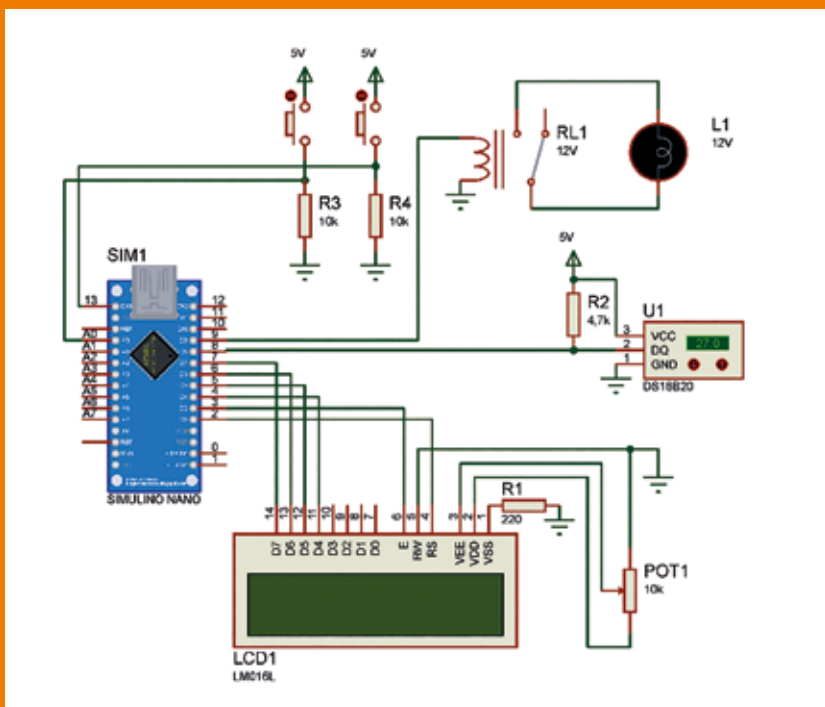 5V
5V
RL1
12V
L1
12V
R3
10k
R4
10k
SIM1
5V
R2
4,7k
U1
VCC
DQ
GND
3
2
1
27.0
DS18B20
13
A0
A1
A2
A3
A4
A5
A6
A7
12
11
10
9
8
7
6
5
4
3
2
0
1
SIMULINO NANO
R1
220
14
13
12
11
10
9
8
7
6
5
4
3
2
1
D7
D6
D5
D4
D3
D2
D1
D0
E
RW
RS
VEE
VDD
VSS
POT1
10k
LCD1
LM016L